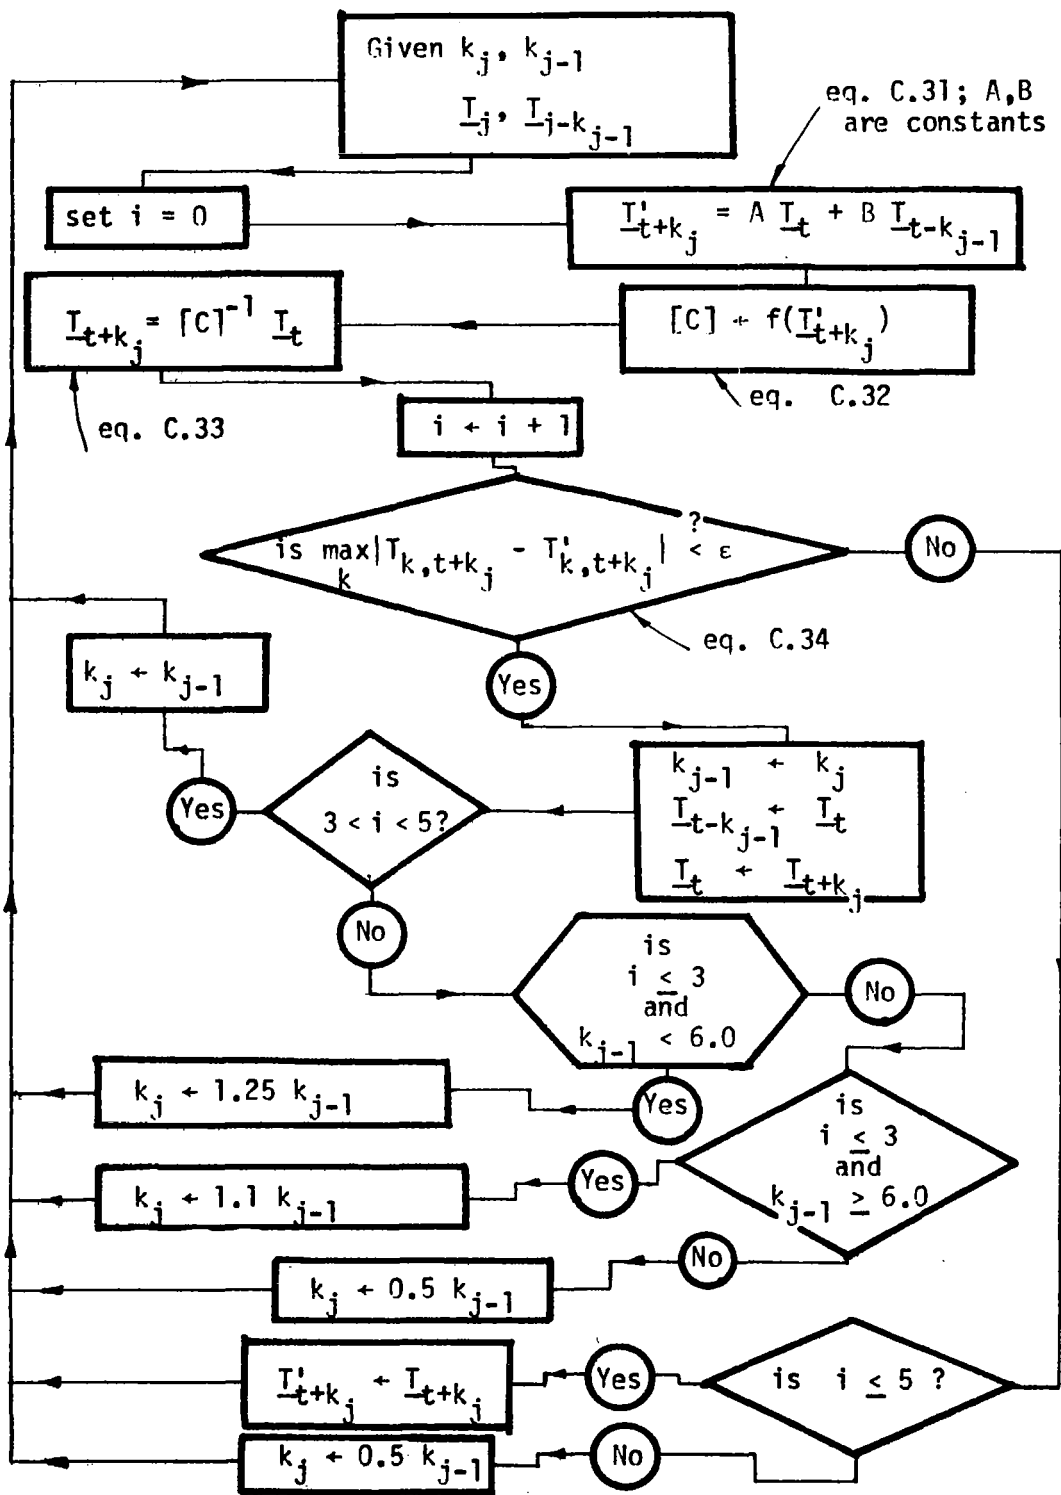 Given k_j, k_{j-1}
T_j, T_{j-k_{j-1}}
eq. C.31; A,B
are constants
set i = 0
T'_{t+k_j} = A T_t + B T_{t-k_{j-1}}
T_{t+k_j} = [C]^{-1} T_t
[C] ← f(T'_{t+k_j})
eq. C.33
eq. C.32
i ← i + 1
?
is max|T_{k,t+k_j} - T'_{k,t+k_j}| < ε
k
No
eq. C.34
k_j ← k_{j-1}
Yes
k_{j-1} ← k_j
T_{t-k_{j-1}} ← T_t
T_t ← T_{t+k_j}
is
3 < i < 5?
Yes
No
is
i ≤ 3
and
k_{j-1} < 6.0
No
Yes
k_j ← 1.25 k_{j-1}
is
i ≤ 3
and
k_{j-1} ≥ 6.0
Yes
k_j ← 1.1 k_{j-1}
No
k_j ← 0.5 k_{j-1}
is i ≤ 5 ?
Yes
T'_{t+k_j} ← T_{t+k_j}
No
k_j ← 0.5 k_{j-1}